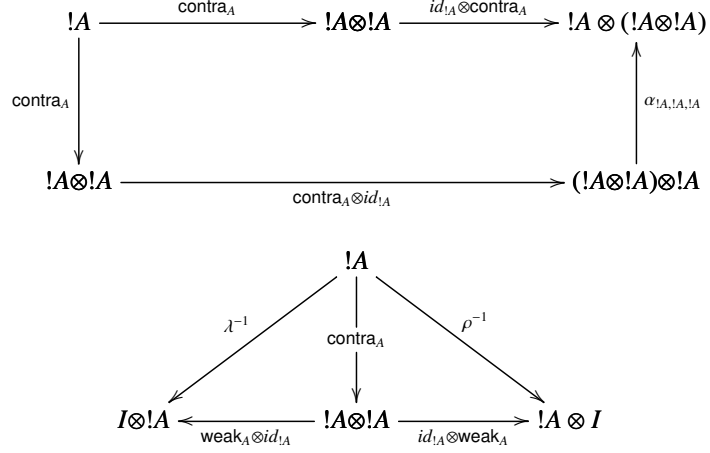 !A contra_A !A⊗!A id_{!A}⊗contra_A !A ⊗ (!A⊗!A)
contra_A α_{!A,!A,!A}
!A⊗!A contra_A⊗id_{!A} (!A⊗!A)⊗!A
!A
λ^{-1} contra_A ρ^{-1}
I⊗!A weak_A⊗id_{!A} !A⊗!A id_{!A}⊗weak_A !A ⊗ I